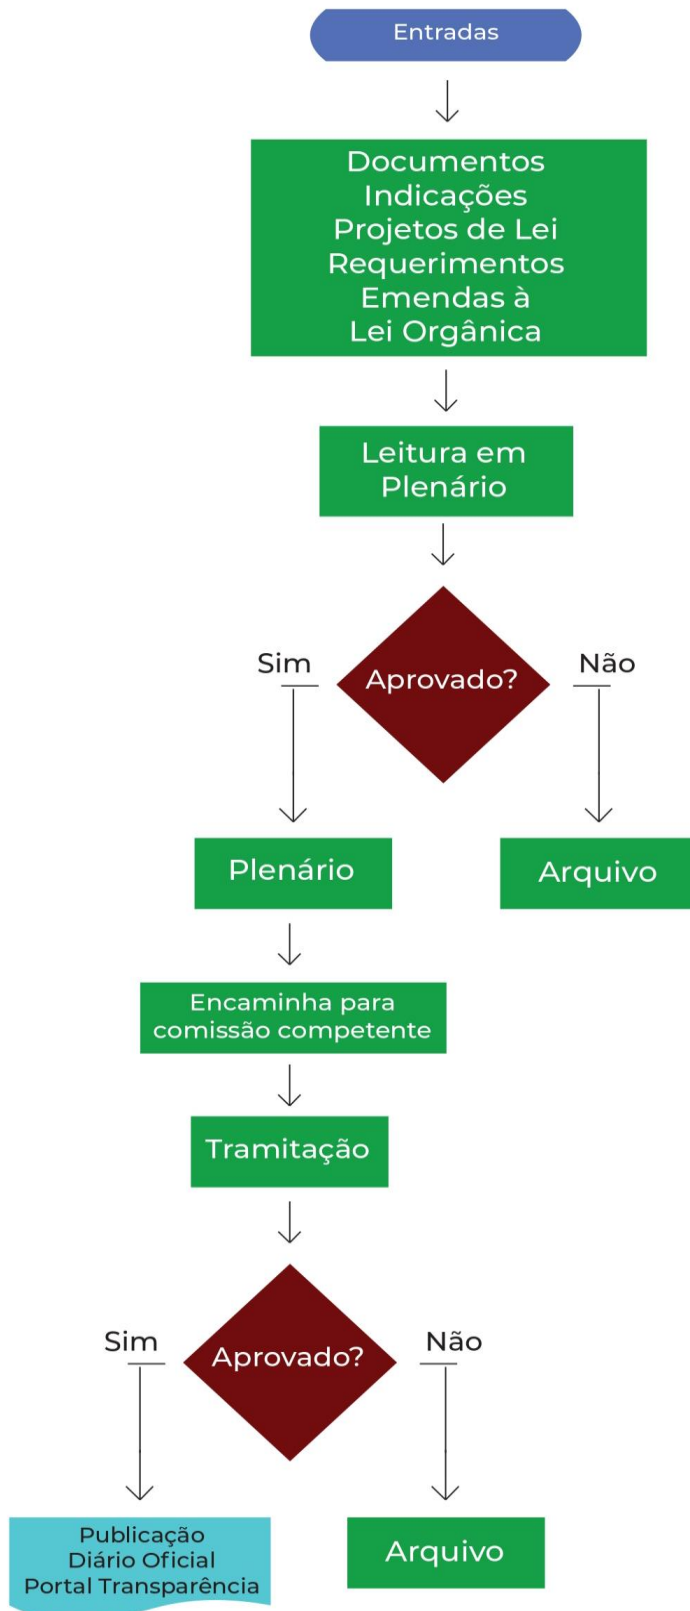 Entradas
Documentos
Indicações
Projetos de Lei
Requerimentos
Emendas à
Lei Orgânica
Leitura em
Plenário
Sim
Aprovado?
Não
Plenário
Arquivo
Encaminha para
comissão competente
Tramitação
Sim
Aprovado?
Não
Publicação
Diário Oficial
Portal Transparência
Arquivo